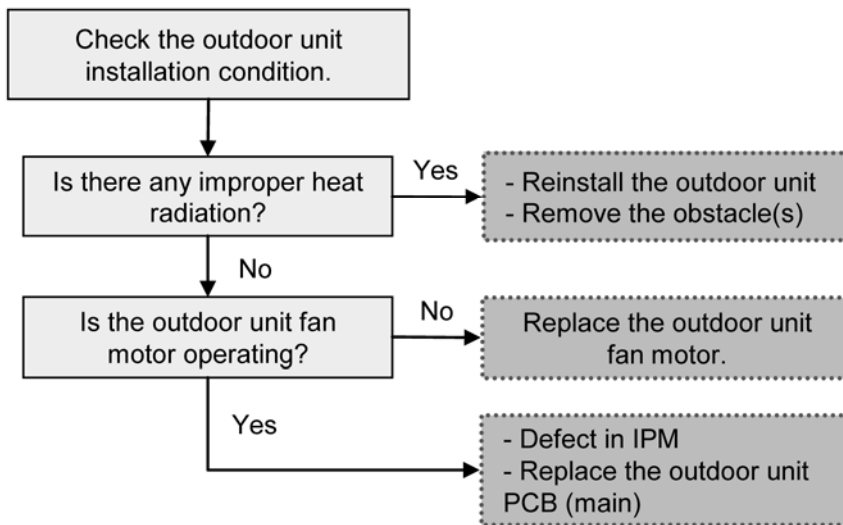 Check the outdoor unit
installation condition.
Is there any improper heat
radiation?
Yes
- Reinstall the outdoor unit
- Remove the obstacle(s)
No
Is the outdoor unit fan
motor operating?
No
Replace the outdoor unit
fan motor.
Yes
- Defect in IPM
- Replace the outdoor unit
PCB (main)